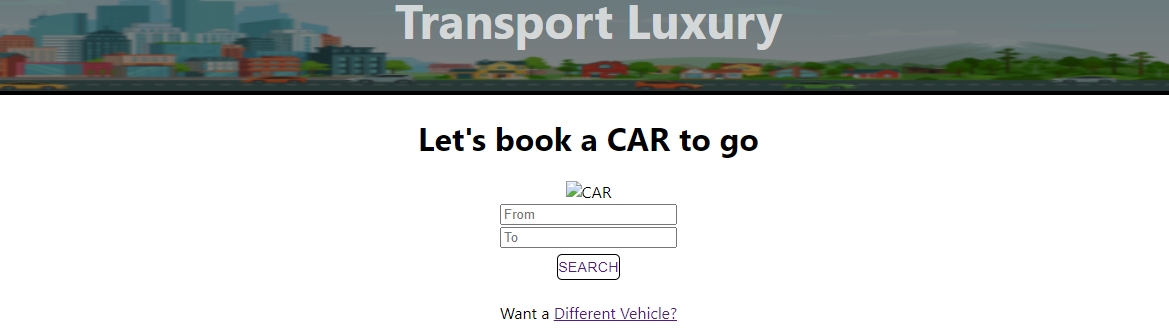 Transport Luxury
Let's book a CAR to go
CAR
From
To
SEARCH
Want a Different Vehicle?